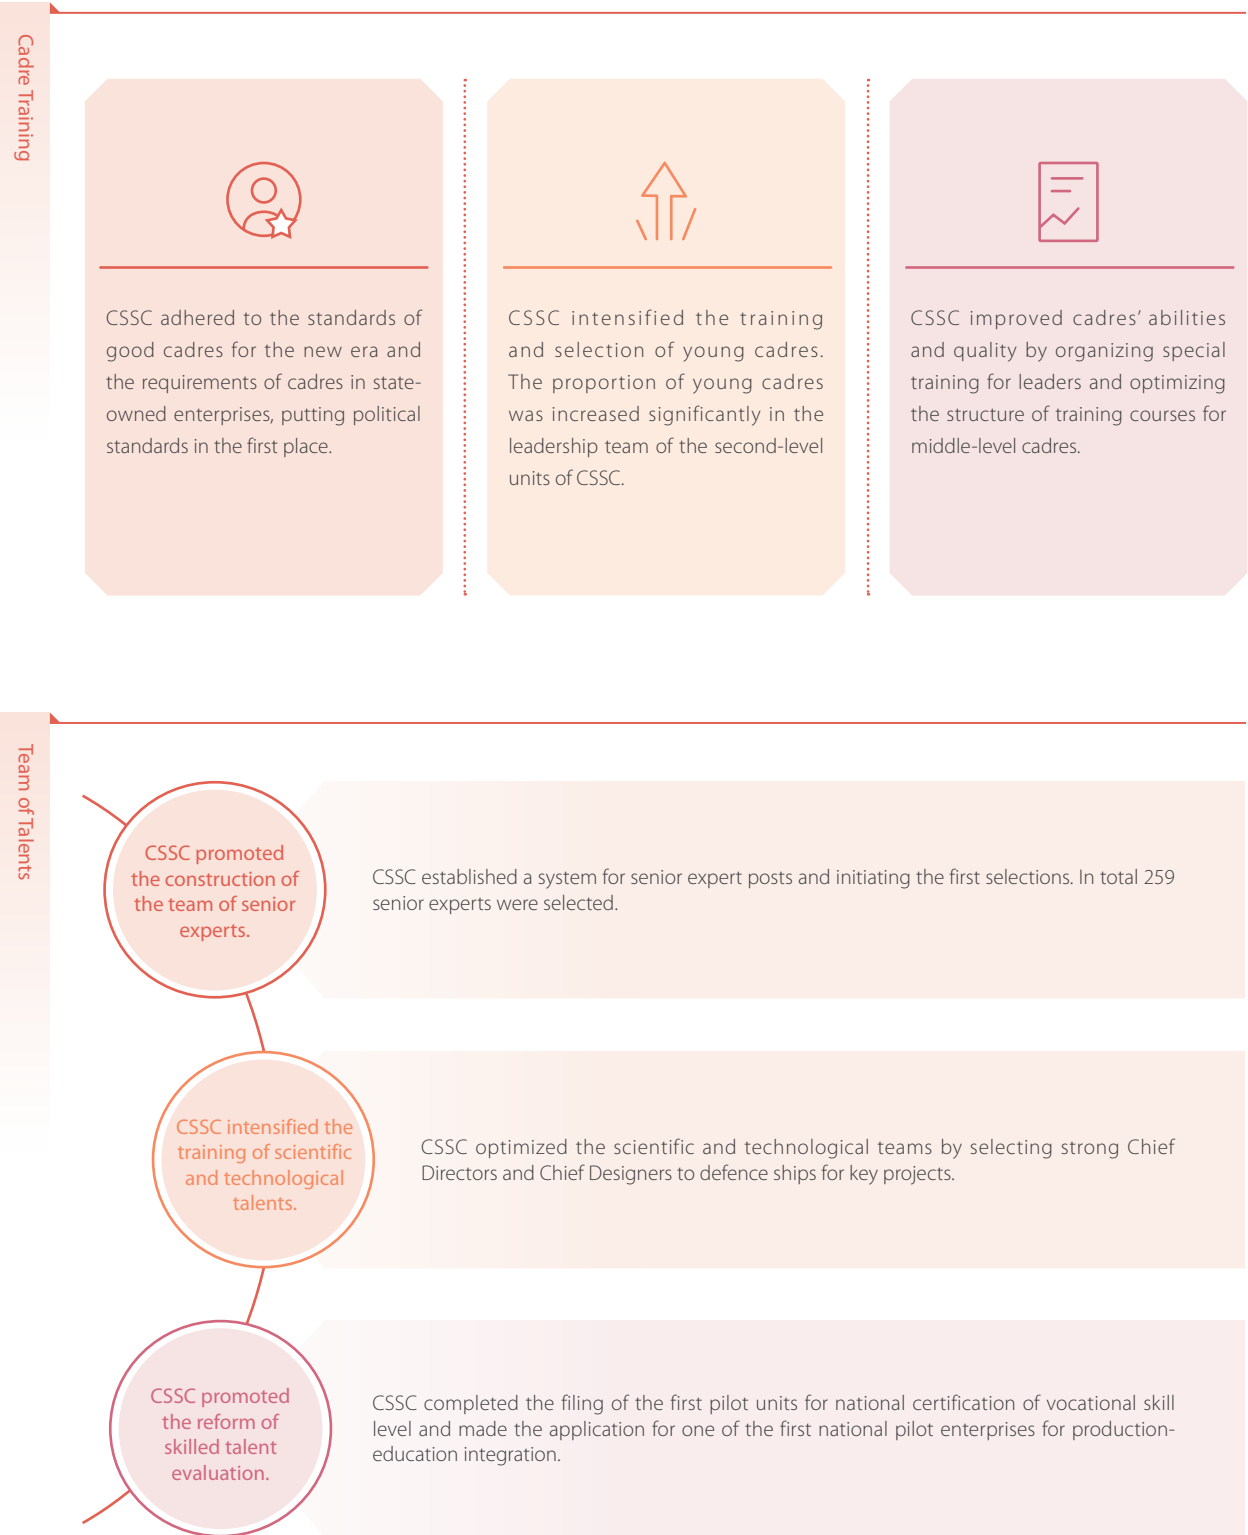 Cadre Training
CSSC adhered to the standards of
good cadres for the new era and
the requirements of cadres in state-
owned enterprises, putting political
standards in the first place.
CSSC intensified the training
and selection of young cadres.
The proportion of young cadres
was increased significantly in the
leadership team of the second-level
units of CSSC.
CSSC improved cadres’ abilities
and quality by organizing special
training for leaders and optimizing
the structure of training courses for
middle-level cadres.
Team of Talents
CSSC promoted
the construction of
the team of senior
experts.
CSSC established a system for senior expert posts and initiating the first selections. In total 259
senior experts were selected.
CSSC intensified the
training of scientific
and technological
talents.
CSSC optimized the scientific and technological teams by selecting strong Chief
Directors and Chief Designers to defence ships for key projects.
CSSC promoted
the reform of
skilled talent
evaluation.
CSSC completed the filing of the first pilot units for national certification of vocational skill
level and made the application for one of the first national pilot enterprises for production-
education integration.